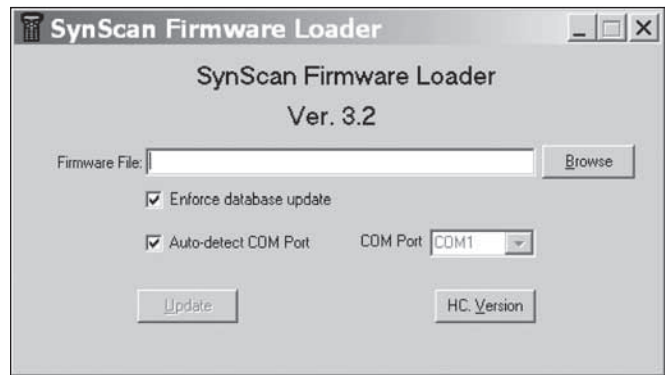 SynScan Firmware Loader
SynScan Firmware Loader
Ver. 3.2
Firmware File: Browse
Enforce database update
Auto-detect COM Port COM Port COM1
Update HC. Version